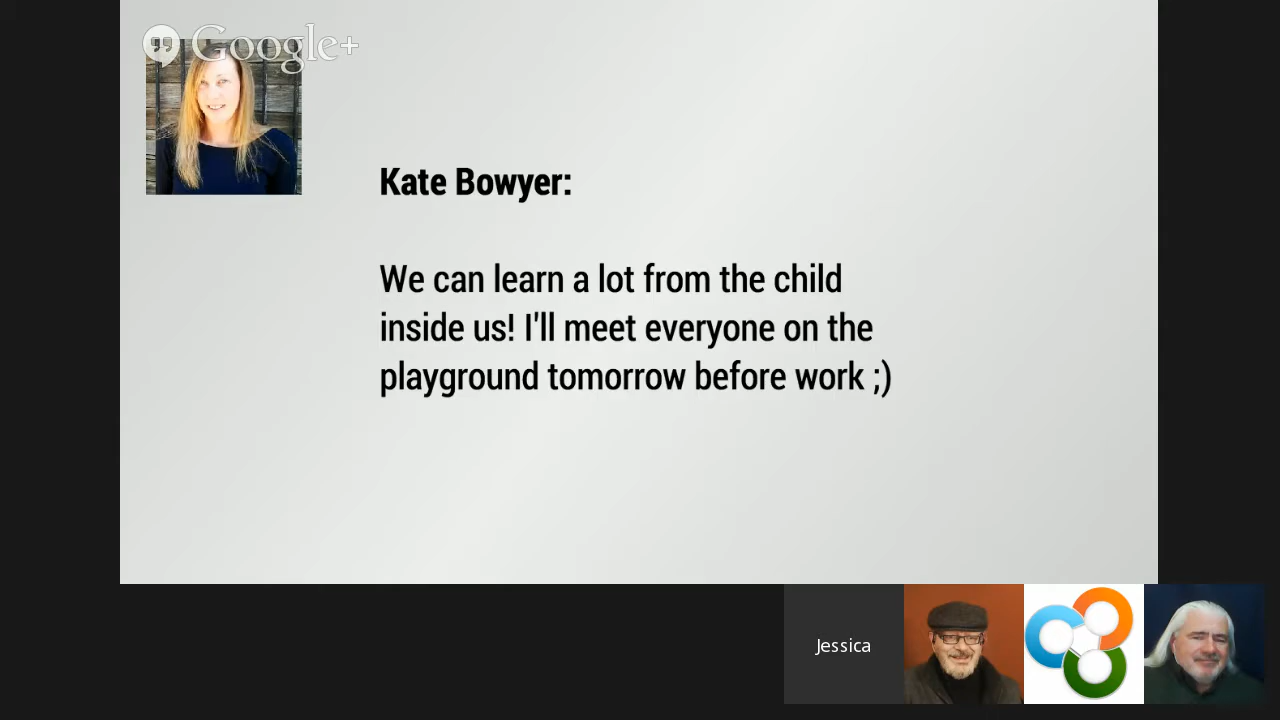 Google+
Kate Bowyer:
We can learn a lot from the child
inside us! I'll meet everyone on the
playground tomorrow before work ;)
Jessica